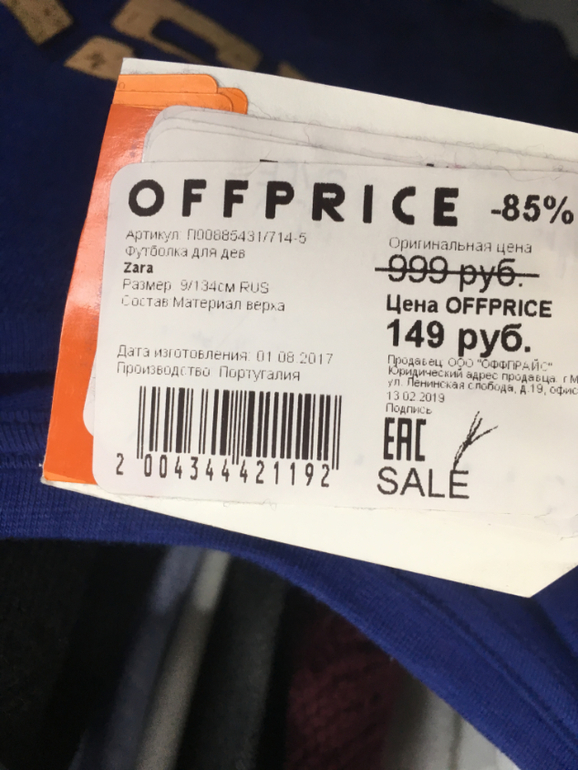 OFFPRICE -85%
Артикул: П00885431/714-5
Футболка для дев
Zara
Размер: 9/134см RUS
Состав Материал верха
Дата изготовления: 01.08.2017
Производство: Португалия
2 004344 421192
Оригинальная цена
999 руб.
Цена OFFPRICE
149 руб.
Продавец: ООО "ОФФПРАЙС"
Юридический адрес продавца: г.М
ул. Ленинская слобода, д.19, офис
13.02.2019
Подпись
EAC
SALE